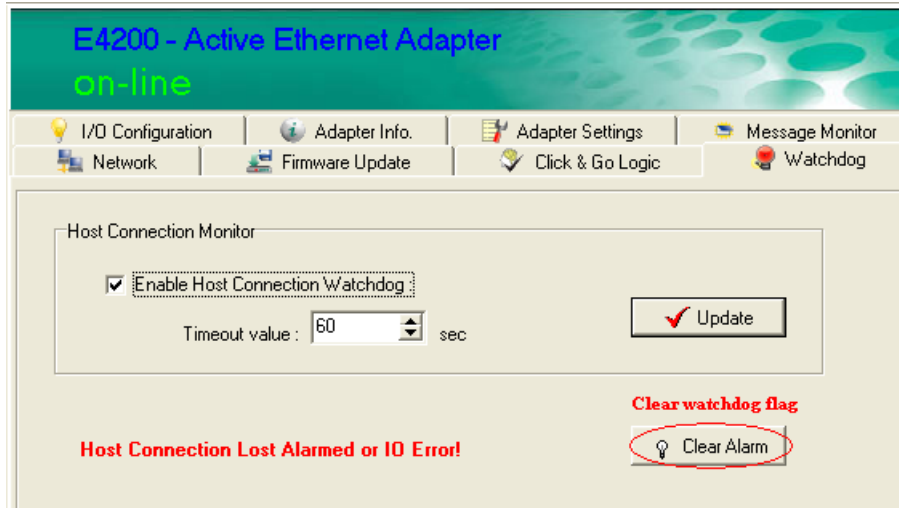 E4200 - Active Ethernet Adapter
on-line
I/O Configuration
Adapter Info.
Adapter Settings
Message Monitor
Network
Firmware Update
Click & Go Logic
Watchdog
Host Connection Monitor
Enable Host Connection Watchdog :
Timeout value : 60 sec
Update
Clear watchdog flag
Host Connection Lost Alarmed or IO Error!
Clear Alarm